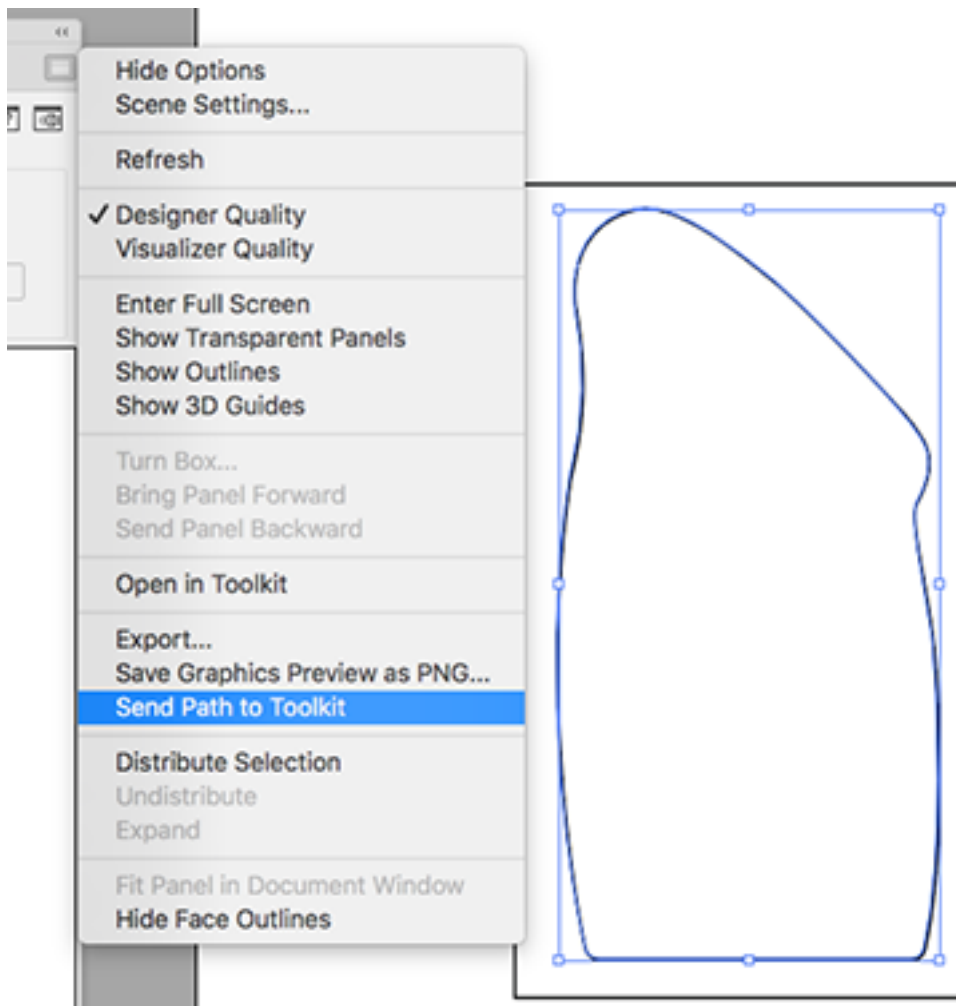 Hide Options
Scene Settings...
Refresh
✓ Designer Quality
Visualizer Quality
Enter Full Screen
Show Transparent Panels
Show Outlines
Show 3D Guides
Turn Box...
Bring Panel Forward
Send Panel Backward
Open in Toolkit
Export...
Save Graphics Preview as PNG...
Send Path to Toolkit
Distribute Selection
Undistribute
Expand
Fit Panel in Document Window
Hide Face Outlines